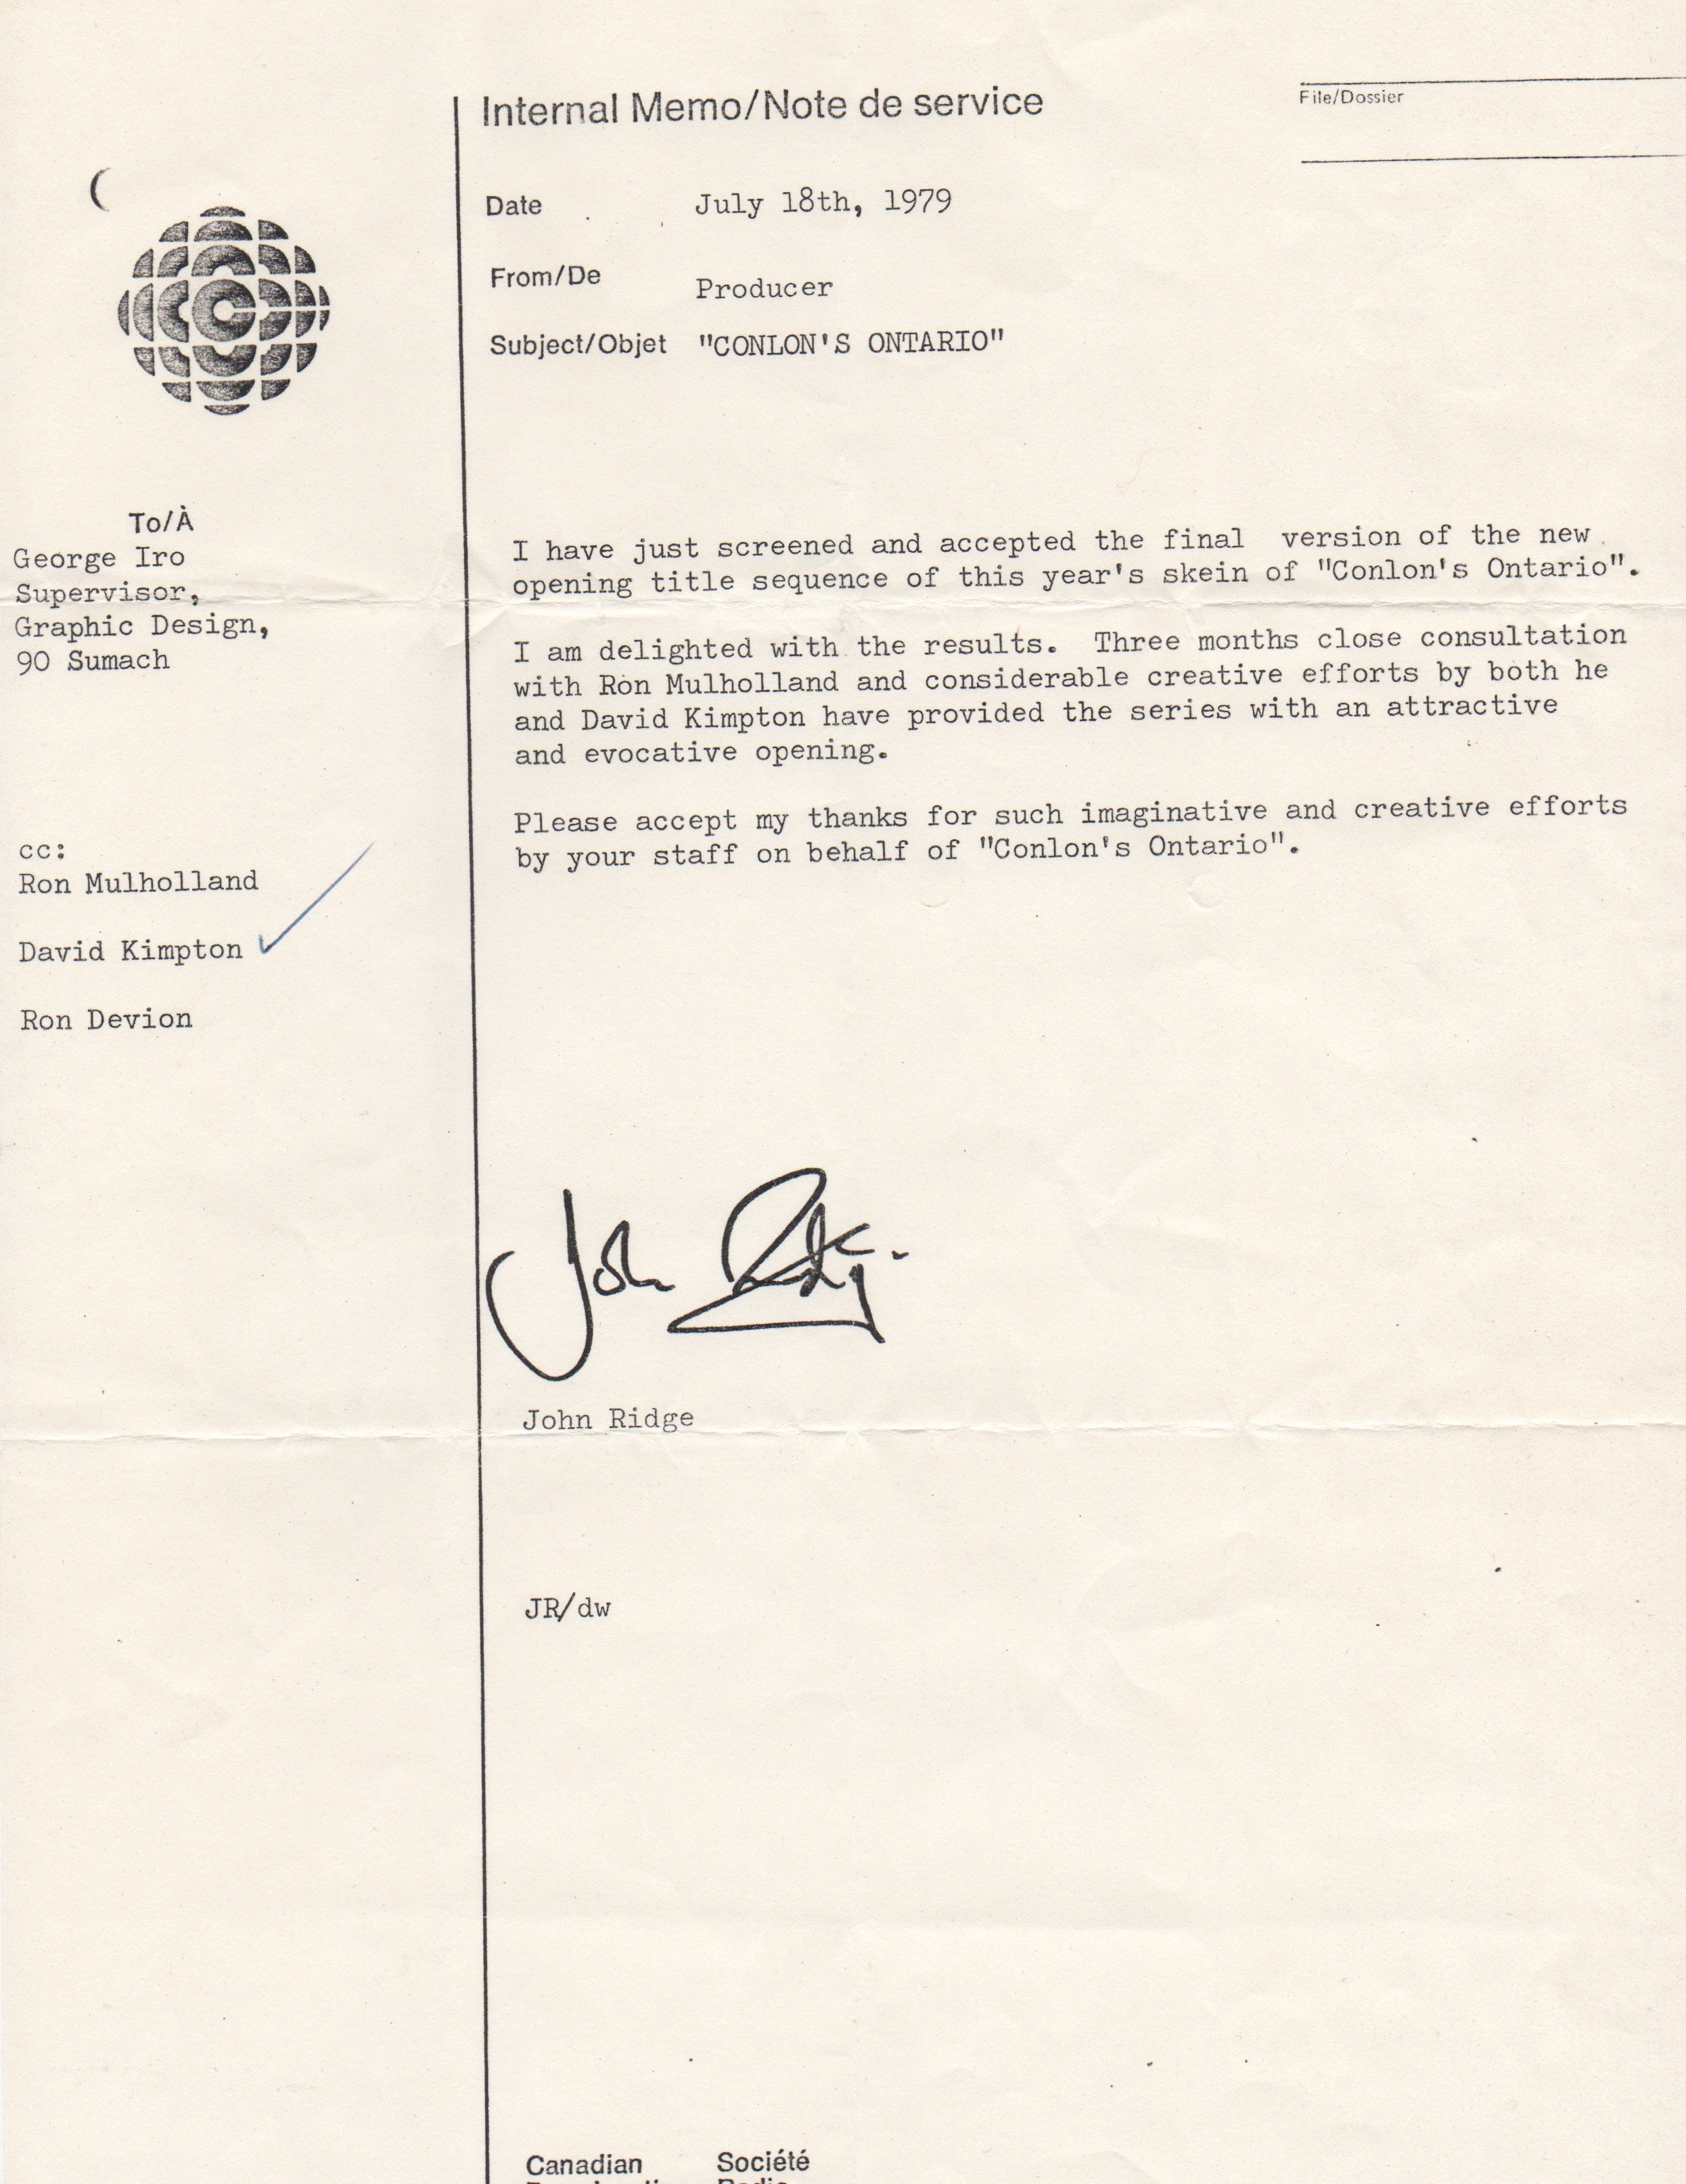 Internal Memo/Note de service
File/Dossier
Date July 18th, 1979
From/De Producer
Subject/Objet "CONLON'S ONTARIO"
To/À
George Iro
Supervisor,
Graphic Design,
90 Sumach
cc:
Ron Mulholland
David Kimpton
Ron Devion
I have just screened and accepted the final version of the new
opening title sequence of this year's skein of "Conlon's Ontario".
I am delighted with the results. Three months close consultation
with Ron Mulholland and considerable creative efforts by both he
and David Kimpton have provided the series with an attractive
and evocative opening.
Please accept my thanks for such imaginative and creative efforts
by your staff on behalf of "Conlon's Ontario".
John Ridge
John Ridge
JR/dw
Canadian Société